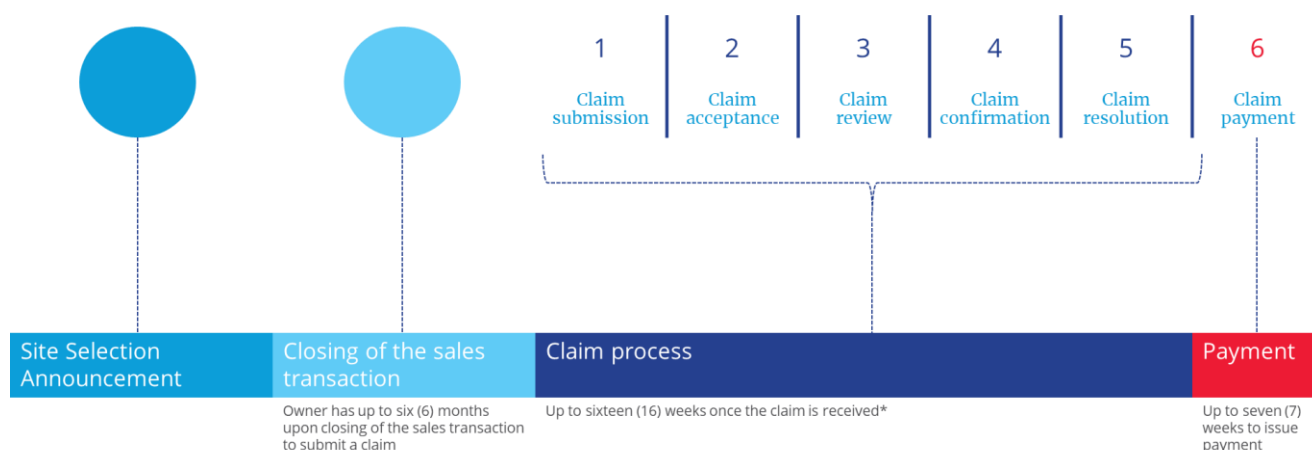 1
Claim
submission
2
Claim
acceptance
3
Claim
review
4
Claim
confirmation
5
Claim
resolution
6
Claim
payment
Site Selection
Announcement
Closing of the sales
transaction
Owner has up to six (6) months
upon closing of the sales transaction
to submit a claim
Claim process
Up to sixteen (16) weeks once the claim is received*
Payment
Up to seven (7)
weeks to issue
payment